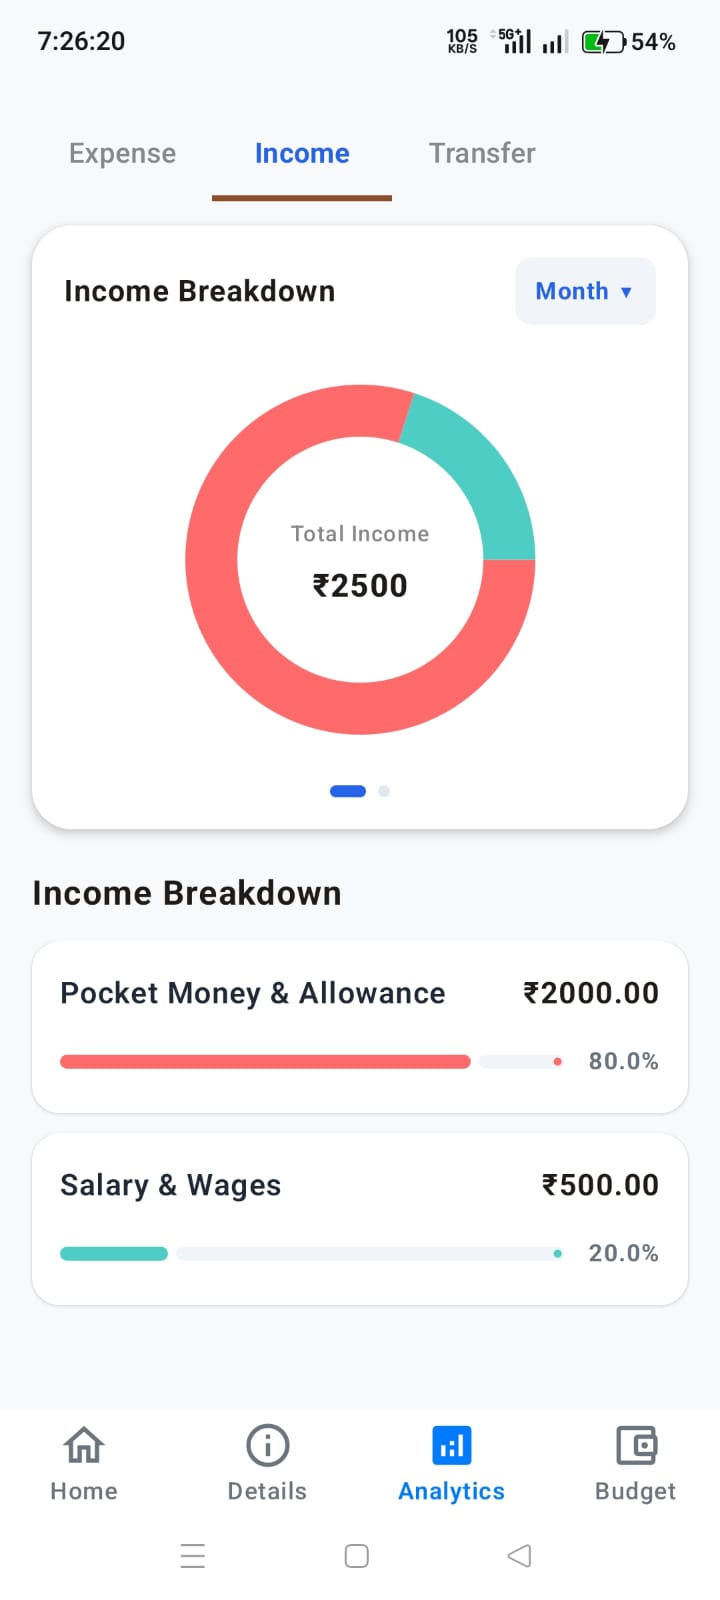 7:26:20
105 KB/S 5G+ 54%
Expense Income Transfer
Income Breakdown
Month ▼
Total Income
₹2500
Income Breakdown
Pocket Money & Allowance ₹2000.00
80.0%
Salary & Wages ₹500.00
20.0%
Home Details Analytics Budget